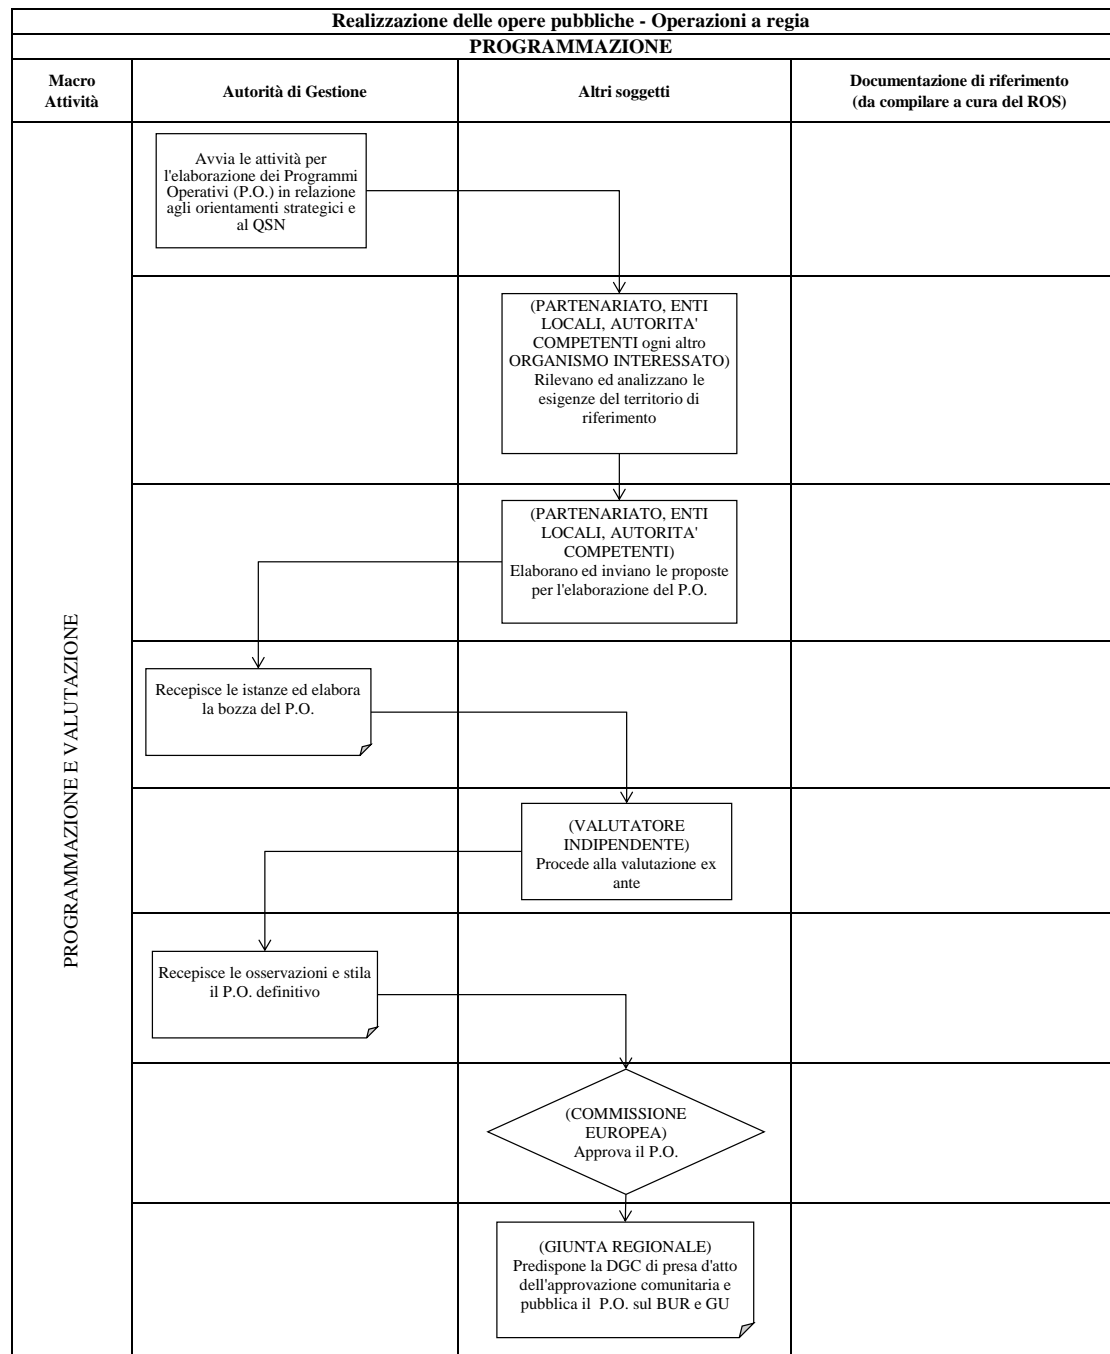 Realizzazione delle opere pubbliche - Operazioni a regia
PROGRAMMAZIONE
Macro
Attività
Autorità di Gestione
Altri soggetti
Documentazione di riferimento
(da compilare a cura del ROS)
PROGRAMMAZIONE E VALUTAZIONE
Avvia le attività per
l'elaborazione dei Programmi
Operativi (P.O.) in relazione
agli orientamenti strategici e
al QSN
(PARTENARIATO, ENTI
LOCALI, AUTORITA'
COMPETENTI ogni altro
ORGANISMO INTERESSATO)
Rilevano ed analizzano le
esigenze del territorio di
riferimento
(PARTENARIATO, ENTI
LOCALI, AUTORITA'
COMPETENTI)
Elaborano ed inviano le proposte
per l'elaborazione del P.O.
Recepisce le istanze ed elabora
la bozza del P.O.
(VALUTATORE
INDIPENDENTE)
Procede alla valutazione ex
ante
Recepisce le osservazioni e stila
il P.O. definitivo
(COMMISSIONE
EUROPEA)
Approva il P.O.
(GIUNTA REGIONALE)
Predispone la DGC di presa d'atto
dell'approvazione comunitaria e
pubblica il P.O. sul BUR e GU